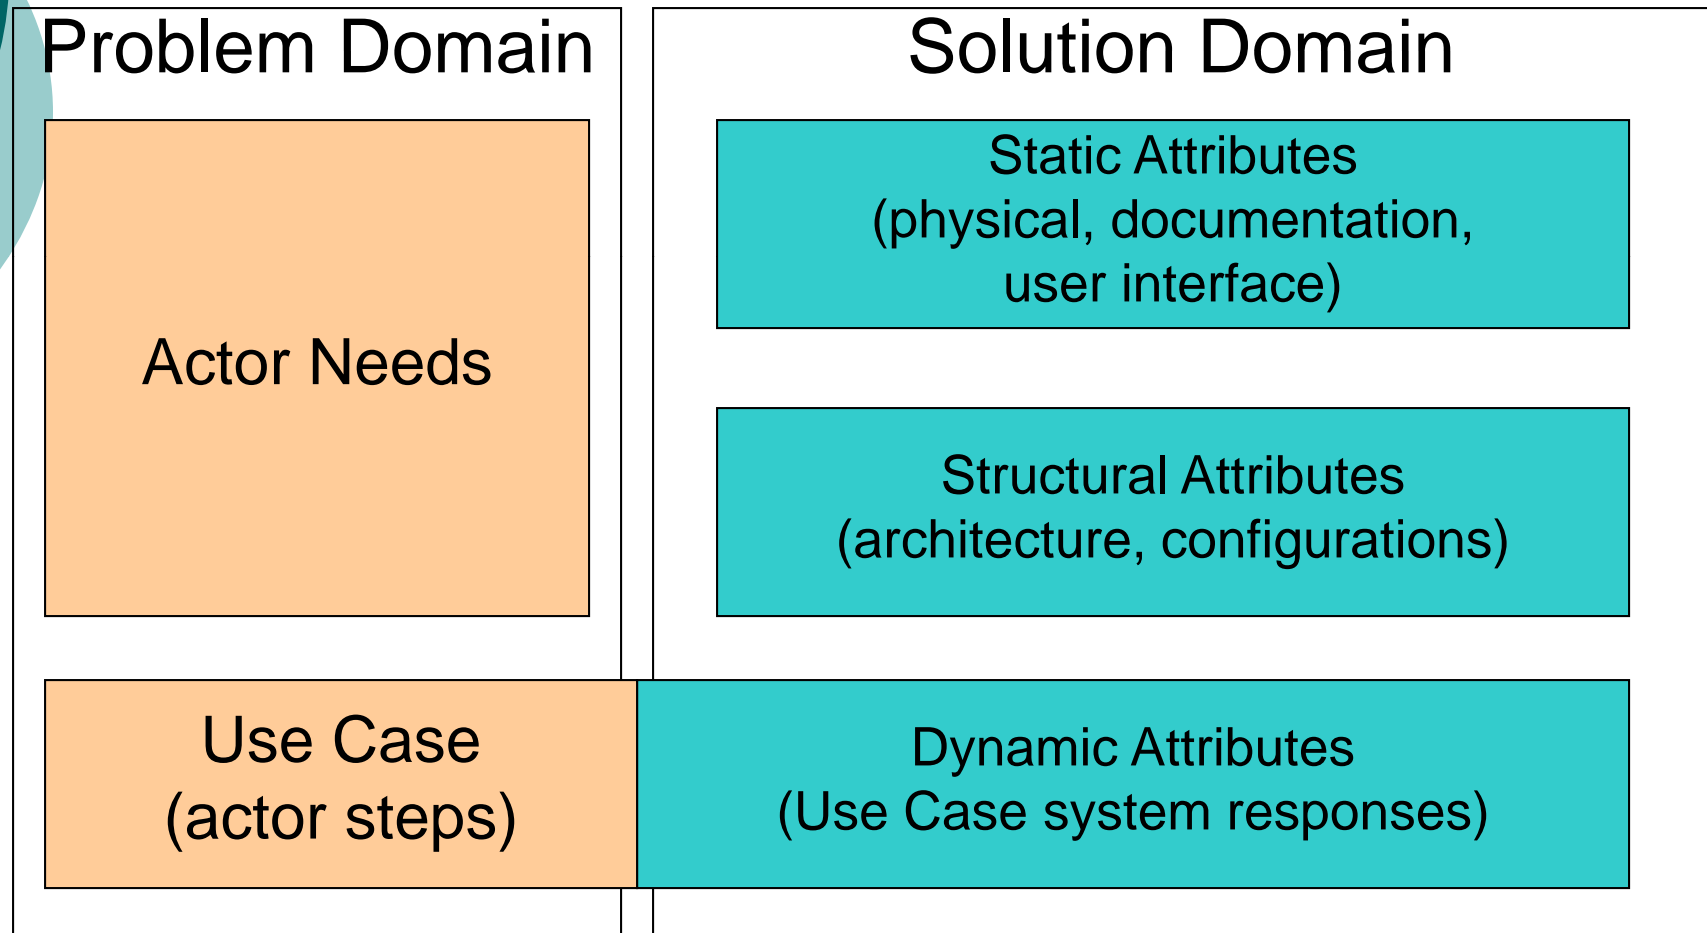 Problem Domain
Solution Domain
Actor Needs
Static Attributes
(physical, documentation,
user interface)
Structural Attributes
(architecture, configurations)
Use Case
(actor steps)
Dynamic Attributes
(Use Case system responses)